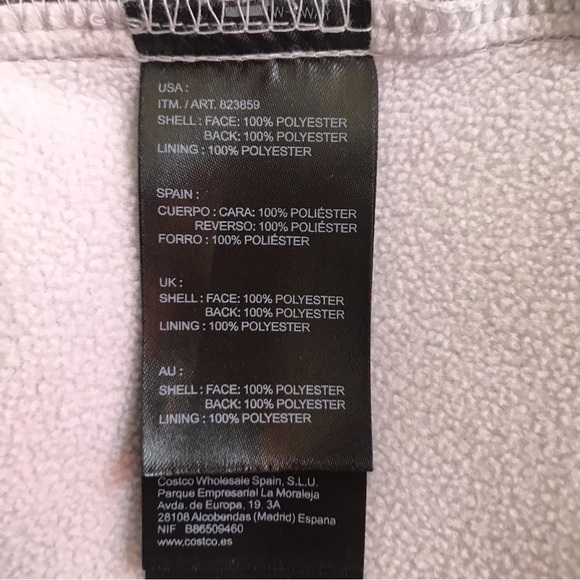 USA :
ITM. / ART. 823859
SHELL : FACE: 100% POLYESTER
BACK: 100% POLYESTER
LINING : 100% POLYESTER
SPAIN :
CUERPO : CARA: 100% POLIÉSTER
REVERSO: 100% POLIÉSTER
FORRO : 100% POLIÉSTER
UK :
SHELL : FACE: 100% POLYESTER
BACK: 100% POLYESTER
LINING : 100% POLYESTER
AU :
SHELL : FACE: 100% POLYESTER
BACK: 100% POLYESTER
LINING : 100% POLYESTER
Costco Wholesale Spain, S.L.U.
Parque Empresarial La Moraleja
Avda. de Europa, 19. 3A
28108 Alcobendas (Madrid) España
NIF B86509460
www.costco.es